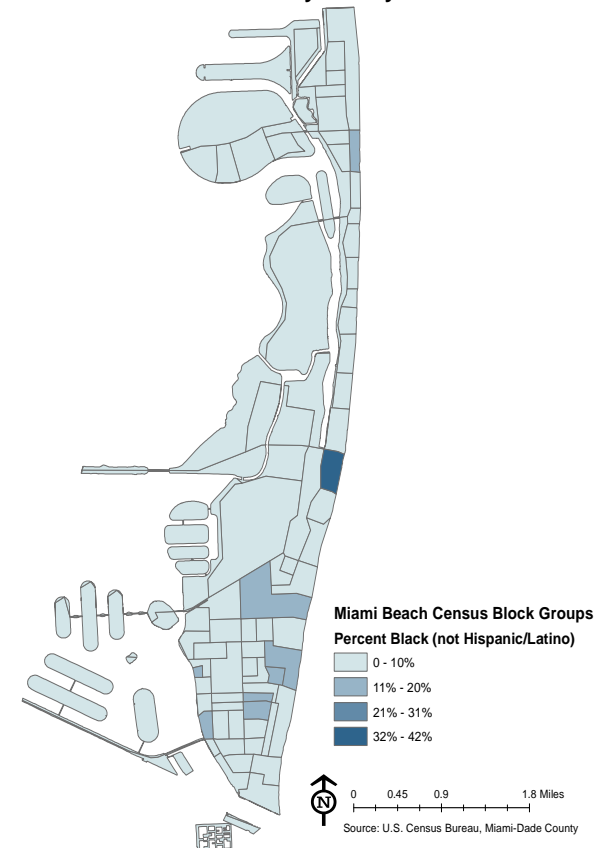 Miami Beach Census Block Groups
Percent Black (not Hispanic/Latino)
0 - 10%
11% - 20%
21% - 31%
32% - 42%
N
0 0.45 0.9 1.8 Miles
Source: U.S. Census Bureau, Miami-Dade County